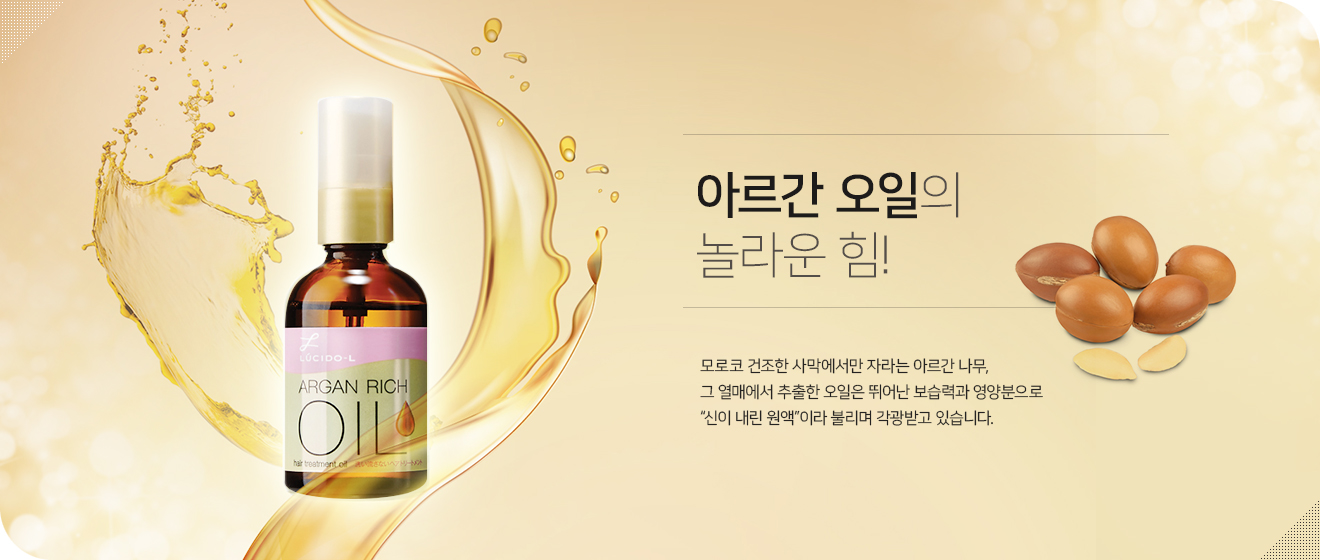 아르간 오일의
놀라운 힘!
모로코 건조한 사막에서만 자라는 아르간 나무,
그 열매에서 추출한 오일은 뛰어난 보습력과 영양분으로
“신이 내린 원액”이라 불리며 각광받고 있습니다.
LÚCIDO-L
ARGAN RICH
OIL
hair treatment oil